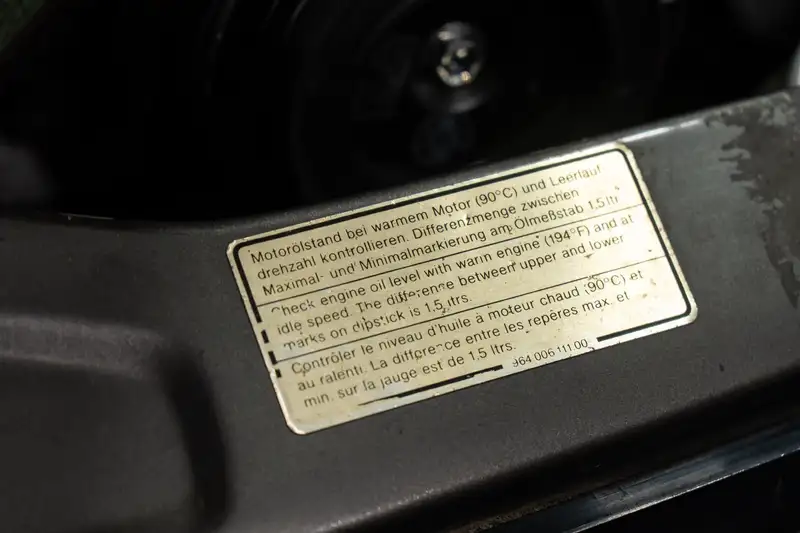 Motorölstand bei warmem Motor (90°C) und Leerlauf
drehzahl kontrollieren. Differenzmenge zwischen
Maximal- und Minimalmarkierung am Ölmeßstab 1,5 ltr
Check engine oil level with warm engine (194°F) and at
idle speed. The difference between upper and lower
marks on dipstick is 1.5 ltrs.
Contrôler le niveau d'huile à moteur chaud (90°C) et
au ralenti. La différence entre les repères max. et
min. sur la jauge est de 1,5 ltrs.
964 006 111 00